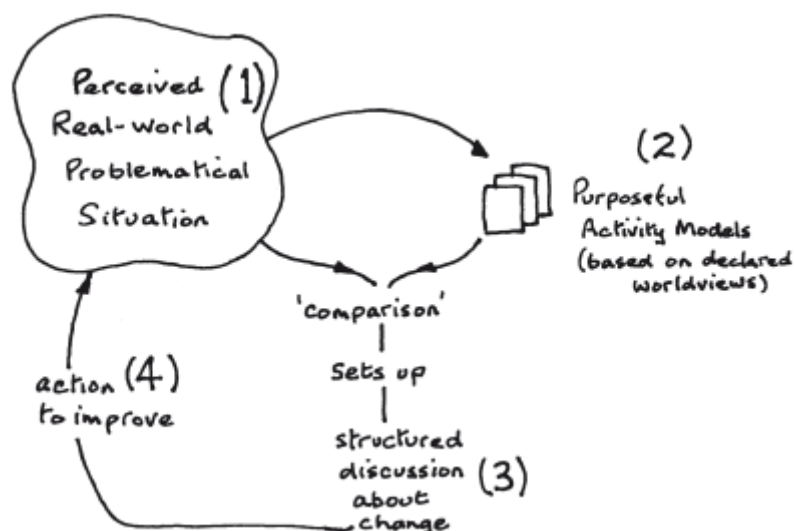 Perceived (1)
Real-world
Problematical
Situation
(2)
Purposeful
Activity Models
(based on declared
worldviews)
'comparison'
Sets up
structured
discussion (3)
about
change
action (4)
to improve